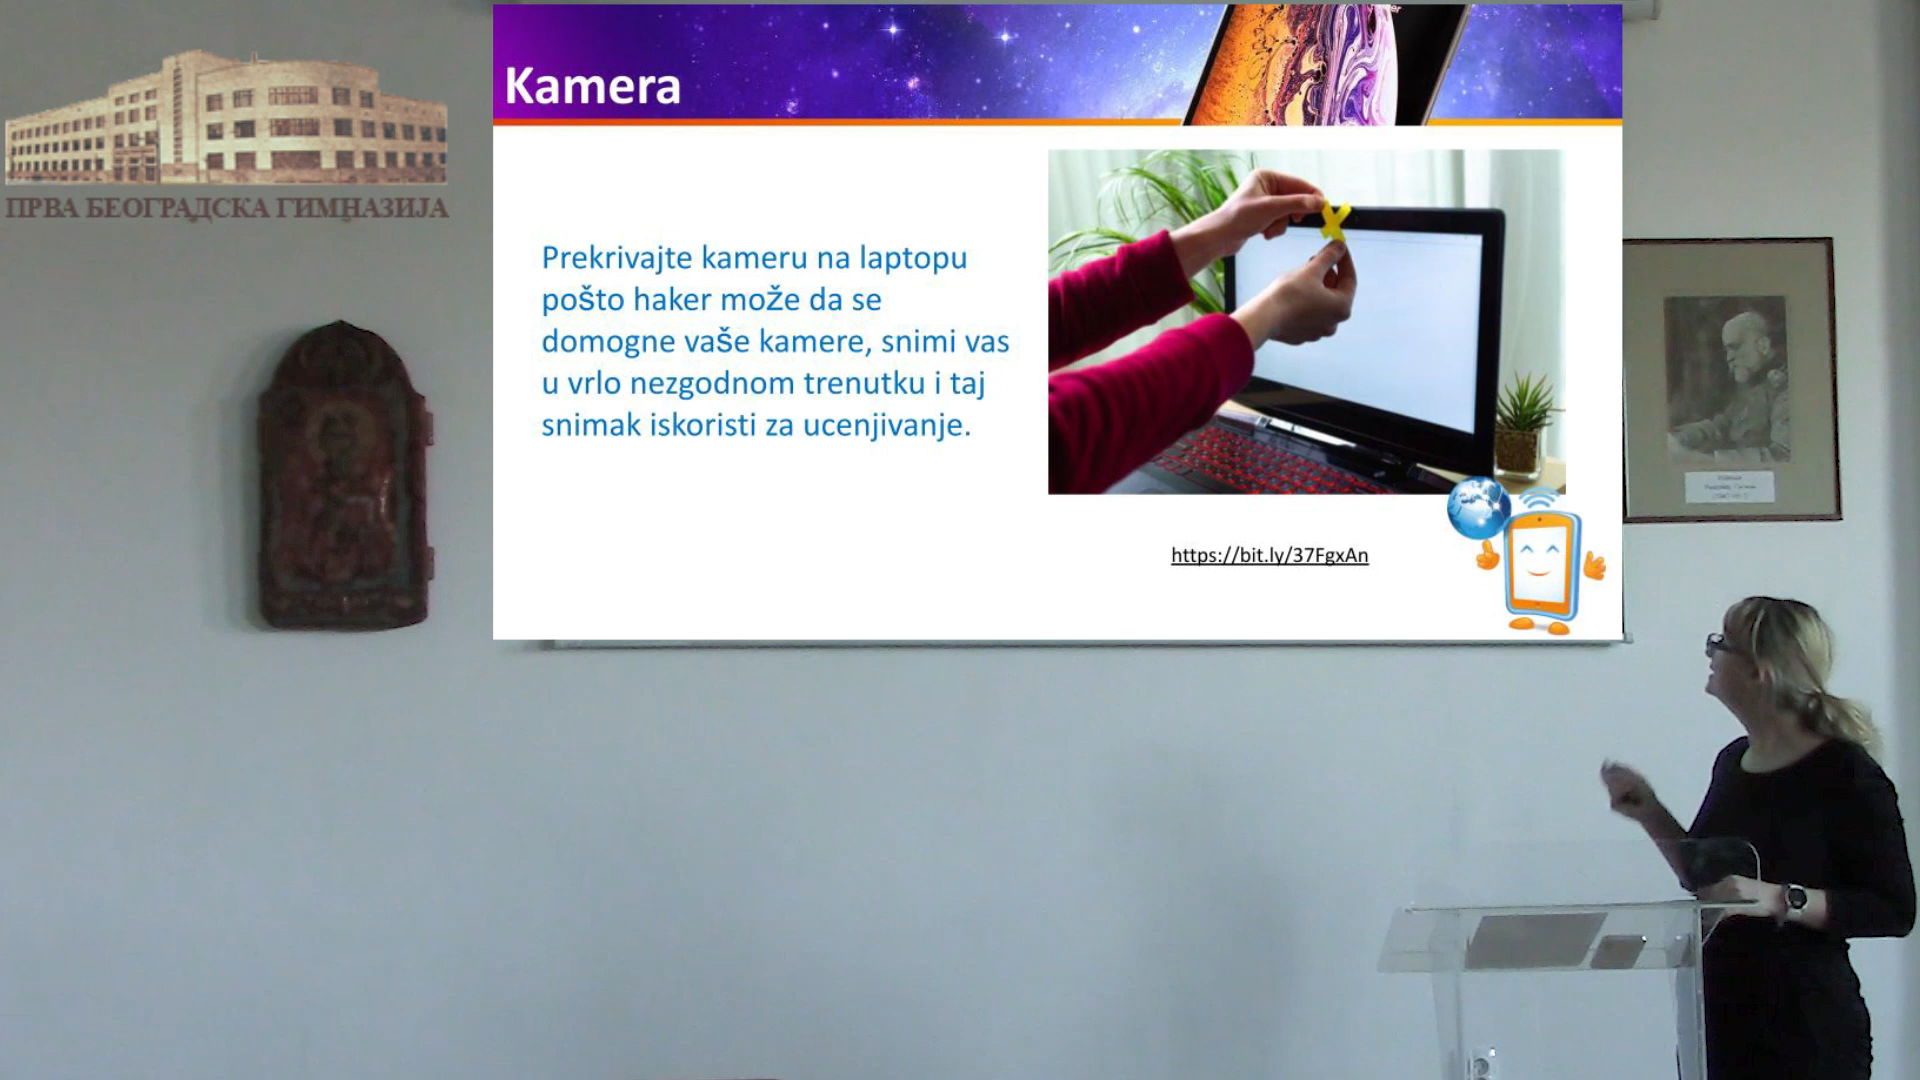 Kamera
ПРВА БЕОГРАДСКА ГИМНАЗИЈА
Prekrivajte kameru na laptopu
pošto haker može da se
domogne vaše kamere, snimi vas
u vrlo nezgodnom trenutku i taj
snimak iskoristi za ucenjivanje.
https://bit.ly/37FgxAn